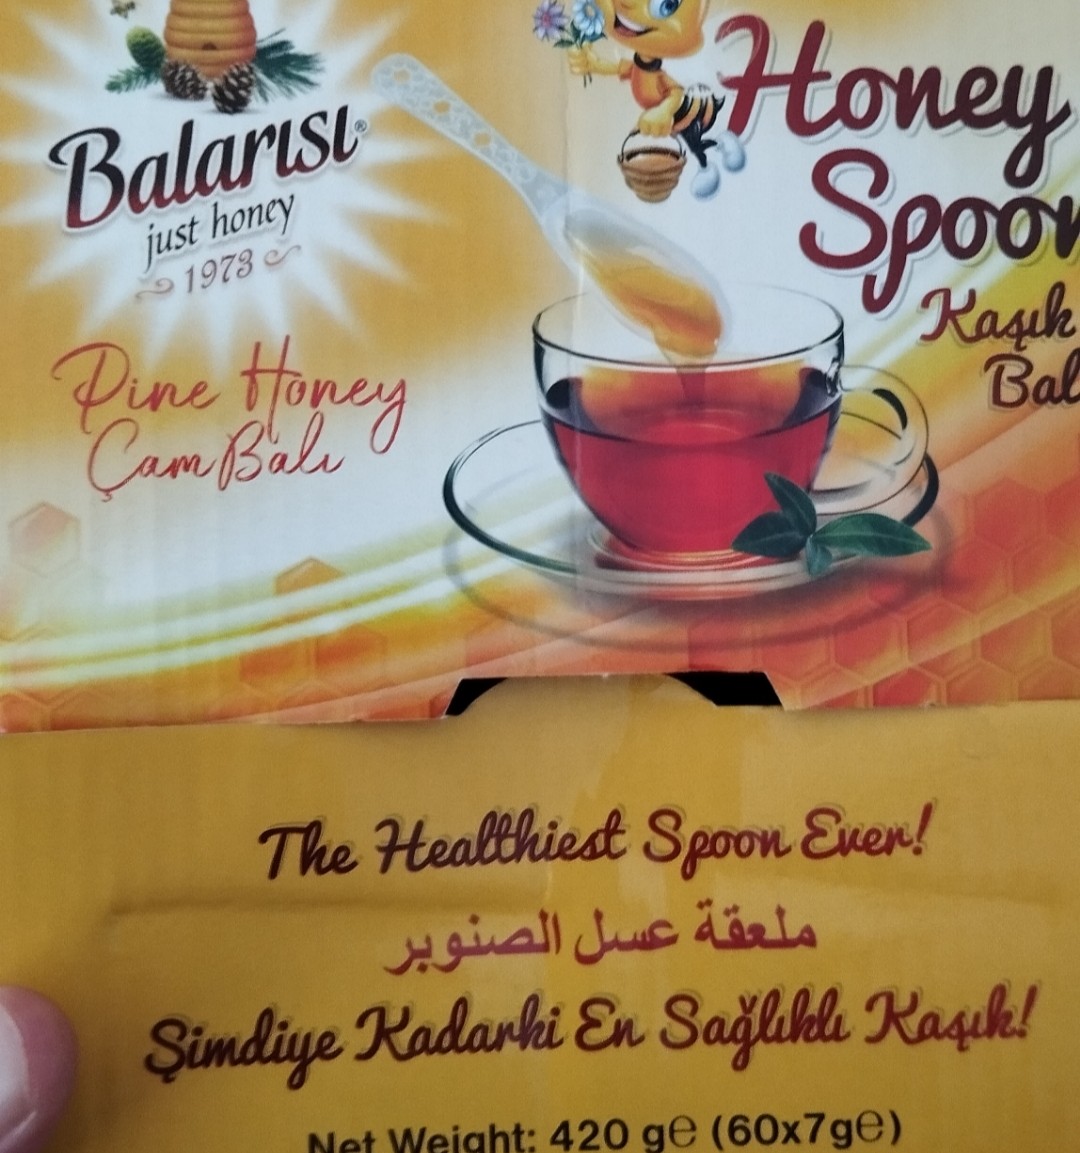 Balarısı®
just honey
1973
Pine Honey
Çam Balı
Honey
Spoon
Kaşık
Bal
The Healthiest Spoon Ever!
ملعقة عسل الصنوبر
Şimdiye Kadarki En Sağlıklı Kaşık!
Net Weight: 420 g℮ (60x7g℮)